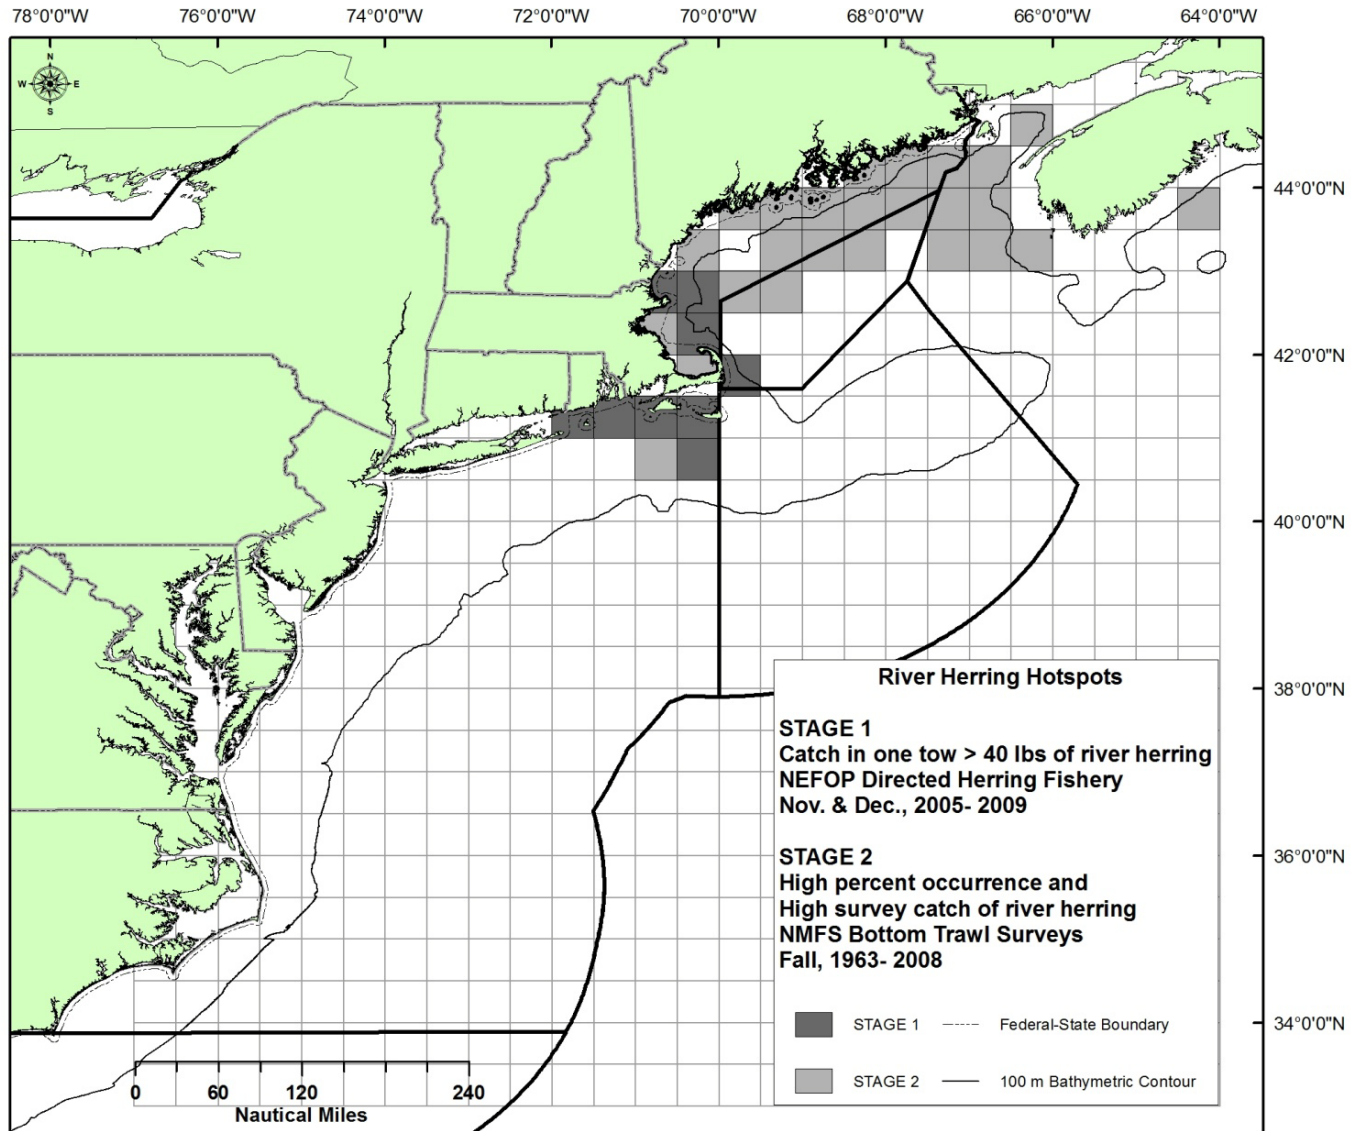 78°0'0"W 76°0'0"W 74°0'0"W 72°0'0"W 70°0'0"W 68°0'0"W 66°0'0"W 64°0'0"W
N
W E
S
44°0'0"N
42°0'0"N
40°0'0"N
38°0'0"N
36°0'0"N
34°0'0"N
River Herring Hotspots
STAGE 1
Catch in one tow > 40 lbs of river herring
NEFOP Directed Herring Fishery
Nov. & Dec., 2005- 2009
STAGE 2
High percent occurrence and
High survey catch of river herring
NMFS Bottom Trawl Surveys
Fall, 1963- 2008
STAGE 1 Federal-State Boundary
STAGE 2 100 m Bathymetric Contour
0 60 120 240
Nautical Miles